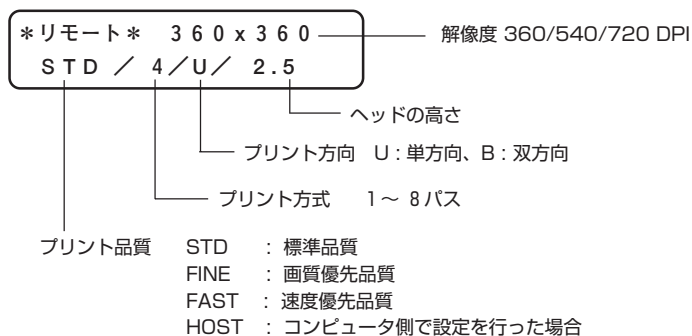 ＊リモート＊ 360x360 解像度 360/540/720 DPI
STD ／ 4／U／ 2.5
ヘッドの高さ
プリント方向 U：単方向、B：双方向
プリント方式 1～ 8パス
プリント品質 STD ：標準品質
FINE ：画質優先品質
FAST ：速度優先品質
HOST ：コンピュータ側で設定を行った場合